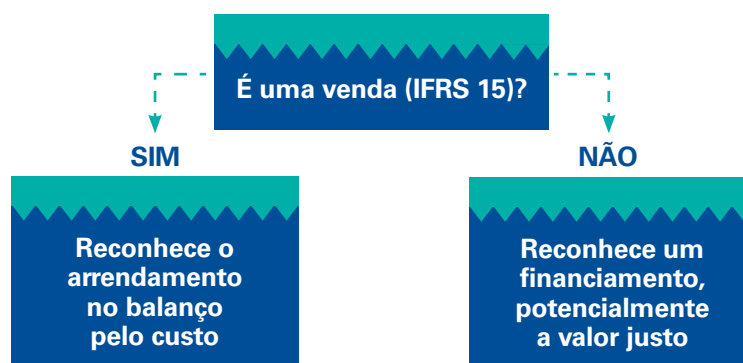 É uma venda (IFRS 15)?
SIM
NÃO
Reconhece o
arrendamento
no balanço
pelo custo
Reconhece um
financiamento,
potencialmente
a valor justo